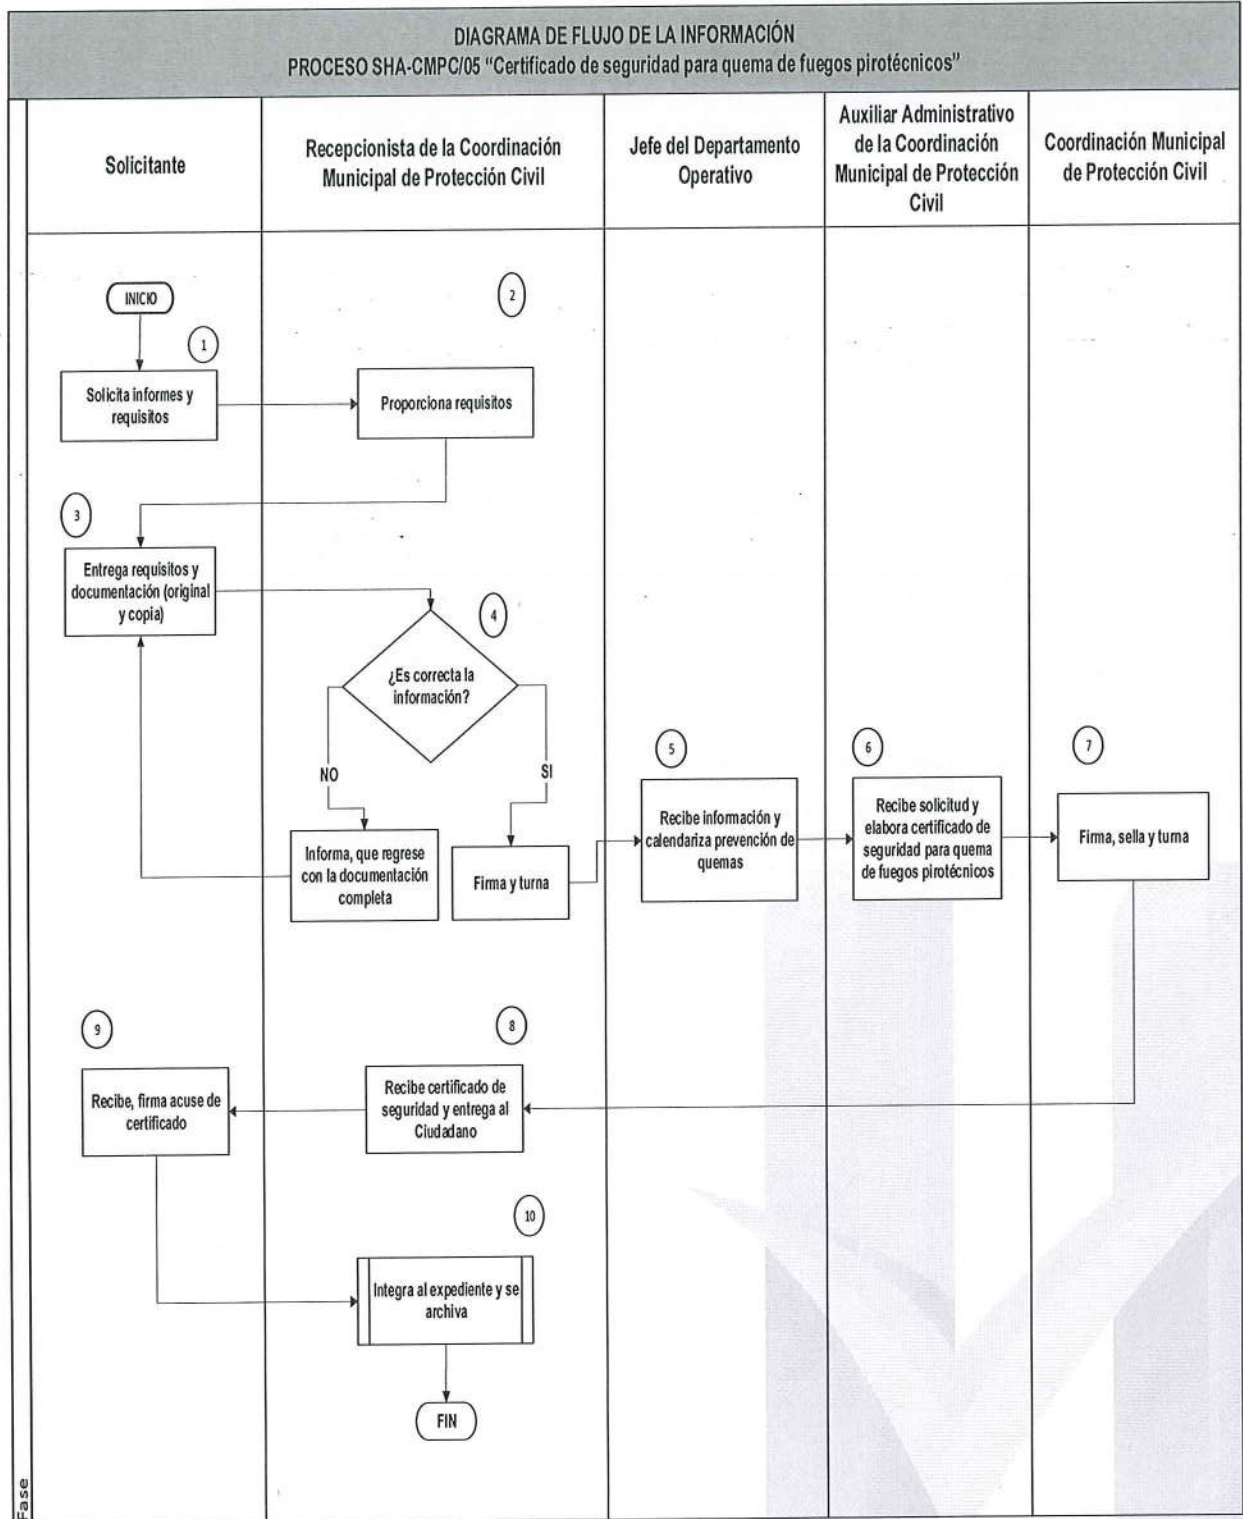 DIAGRAMA DE FLUJO DE LA INFORMACIÓN
PROCESO SHA-CMPC/05 “Certificado de seguridad para quema de fuegos pirotécnicos”
Solicitante
Recepcionista de la Coordinación
Municipal de Protección Civil
Jefe del Departamento
Operativo
Auxiliar Administrativo
de la Coordinación
Municipal de Protección
Civil
Coordinación Municipal
de Protección Civil
INICIO
1
2
Solicita informes y
requisitos
Proporciona requisitos
3
Entrega requisitos y
documentación (original
y copia)
4
¿Es correcta la
información?
NO
SI
Informa, que regrese
con la documentación
completa
Firma y turna
5
Recibe información y
calendariza prevención de
quemas
6
Recibe solicitud y
elabora certificado de
seguridad para quema
de fuegos pirotécnicos
7
Firma, sella y turna
8
Recibe certificado de
seguridad y entrega al
Ciudadano
9
Recibe, firma acuse de
certificado
10
Integra al expediente y se
archiva
FIN
Fase